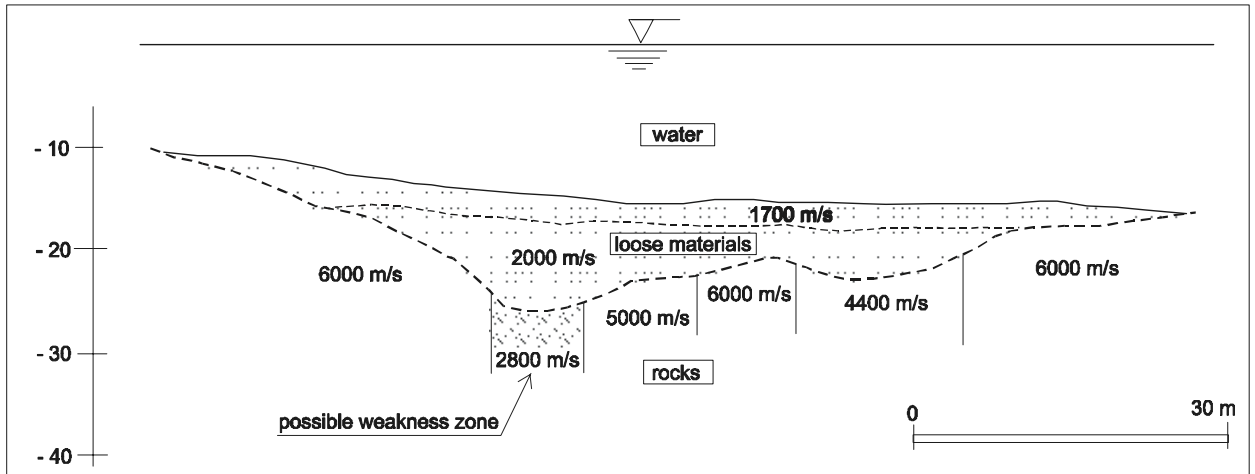 water
- 10
1700 m/s
loose materials
- 20
2000 m/s
6000 m/s
6000 m/s
6000 m/s
4400 m/s
5000 m/s
- 30
2800 m/s
rocks
0
30 m
possible weakness zone
- 40